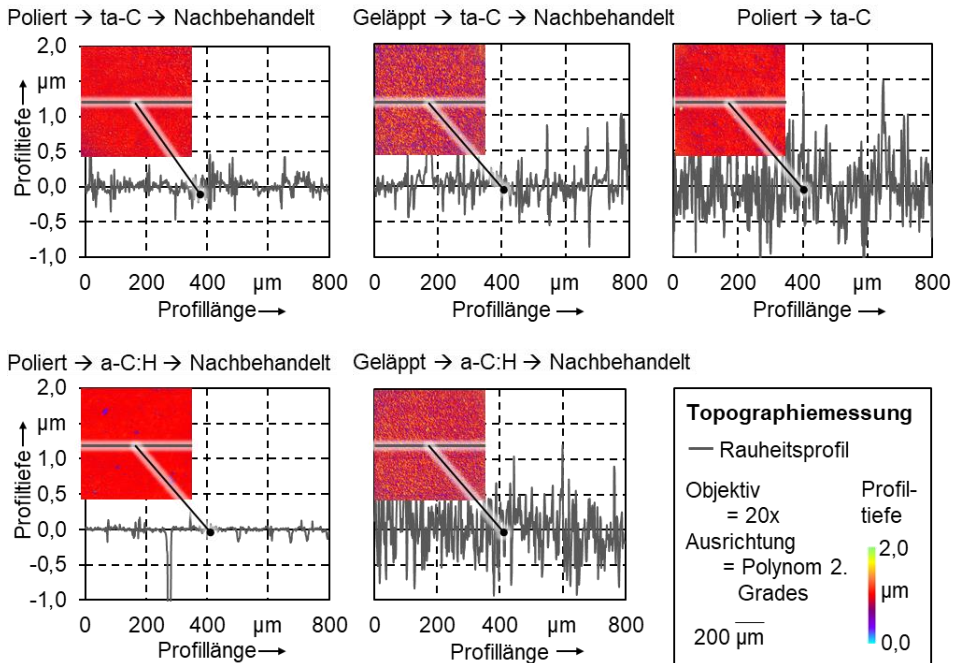 Poliert → ta-C → Nachbehandelt
2,0
µm
1,0
0,5
0,0
-0,5
-1,0
Profiltiefe
0 200 400 µm 800
Profillänge
Geläppt → ta-C → Nachbehandelt
0 200 400 µm 800
Profillänge
Poliert → ta-C
0 200 400 µm 800
Profillänge
Poliert → a-C:H → Nachbehandelt
2,0
µm
1,0
0,5
0,0
-0,5
-1,0
Profiltiefe
0 200 400 µm 800
Profillänge
Geläppt → a-C:H → Nachbehandelt
0 200 400 µm 800
Profillänge
Topographiemessung
Rauheitsprofil
Objektiv
= 20x
Ausrichtung
= Polynom 2.
Grades
200 µm
Profil-
tiefe
2,0
µm
0,0